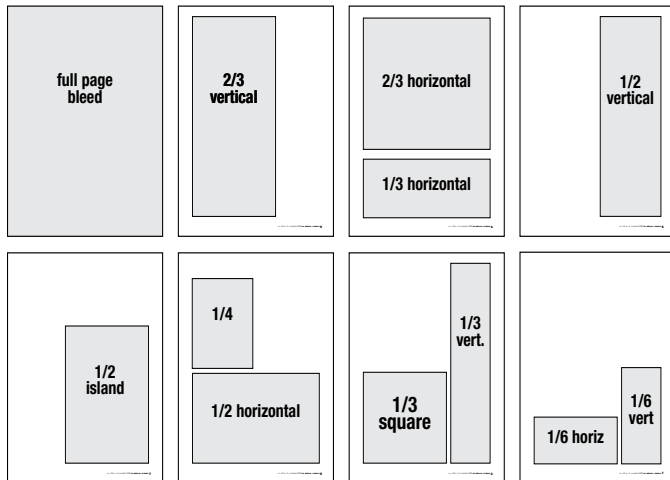 full page
bleed
2/3
vertical
2/3 horizontal
1/3 horizontal
1/2
vertical
1/2
island
1/4
1/2 horizontal
1/3
square
1/3
vert.
1/6 horiz
1/6
vert